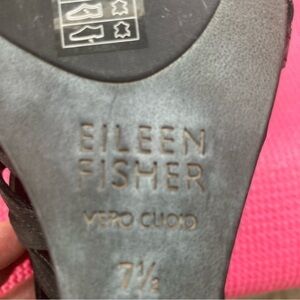 EILEEN
FISHER
VERO CUOIO
7½